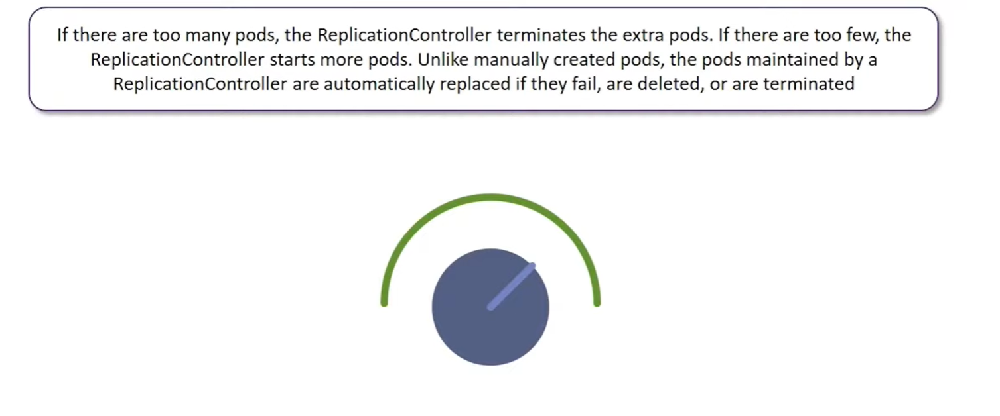 If there are too many pods, the ReplicationController terminates the extra pods. If there are too few, the
ReplicationController starts more pods. Unlike manually created pods, the pods maintained by a
ReplicationController are automatically replaced if they fail, are deleted, or are terminated